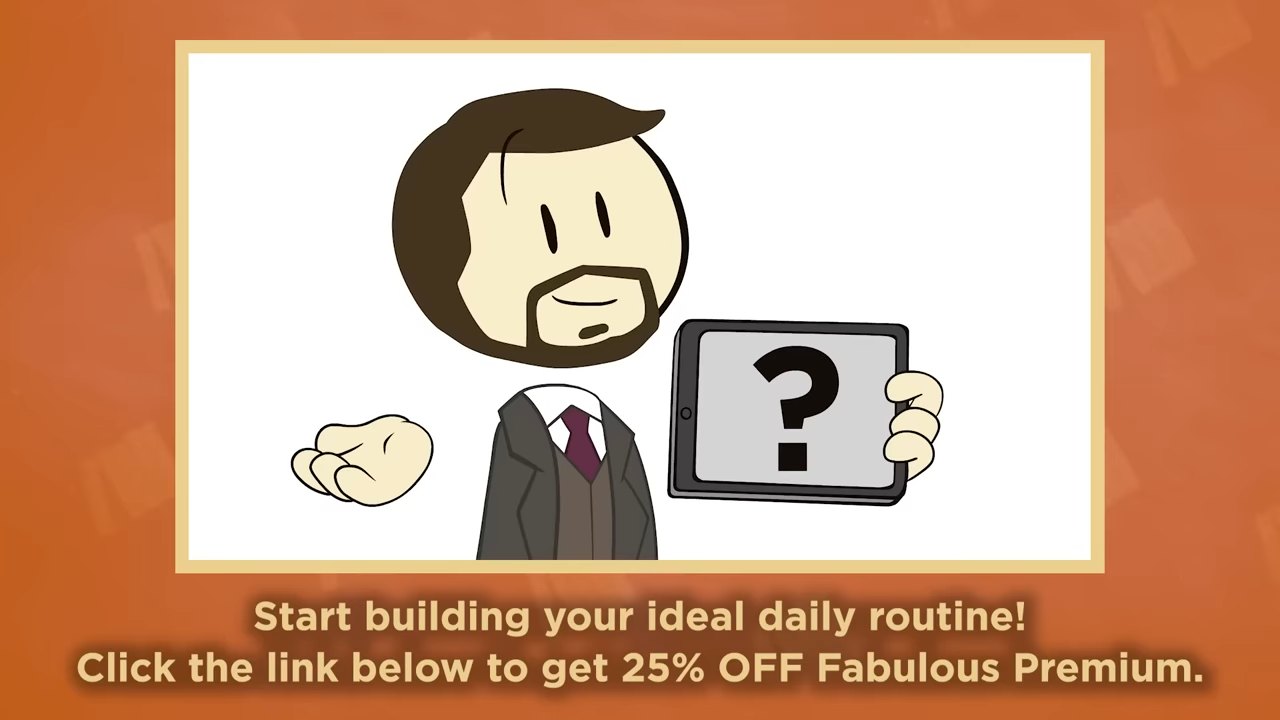 ?
Start building your ideal daily routine!
Click the link below to get 25% OFF Fabulous Premium.